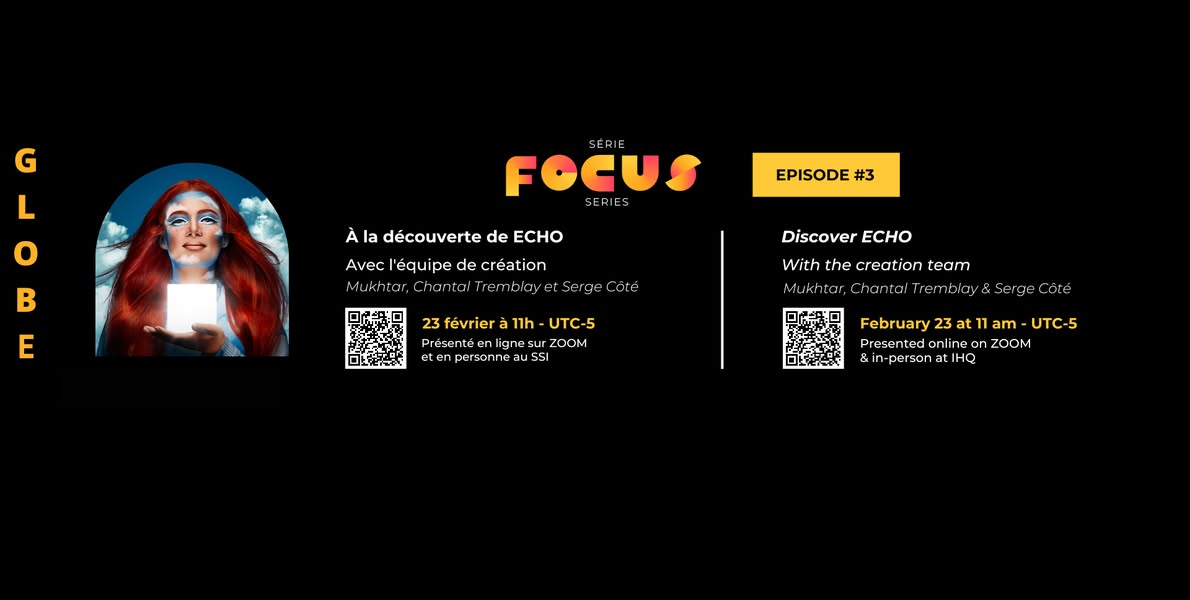 GLOBE
SÉRIE
FOCUS
SERIES
EPISODE #3
À la découverte de ECHO
Avec l'équipe de création
Mukhtar, Chantal Tremblay et Serge Côté
23 février à 11h - UTC-5
Présenté en ligne sur ZOOM
et en personne au SSI
Discover ECHO
With the creation team
Mukhtar, Chantal Tremblay & Serge Côté
February 23 at 11 am - UTC-5
Presented online on ZOOM
& in-person at IHQ